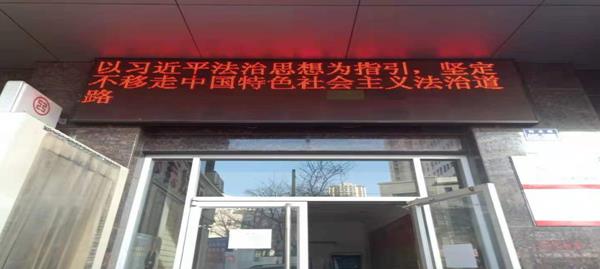 以习近平法治思想为指引，坚定
不移走中国特色社会主义法治道
路